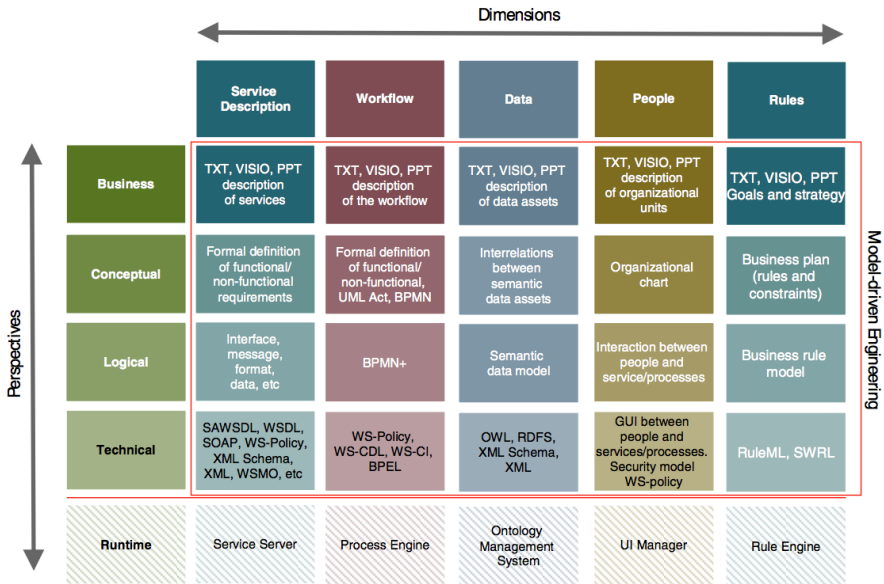 Dimensions
Service
Description
Workflow
Data
People
Rules
Perspectives
Model-driven Engineering
Business
TXT, VISIO, PPT
description
of services
TXT, VISIO, PPT
description
of the workflow
TXT, VISIO, PPT
description
of data assets
TXT, VISIO, PPT
description
of organizational
units
TXT, VISIO, PPT
Goals and strategy
Conceptual
Formal definition
of functional/
non-functional
requirements
Formal definition
of functional/
non-functional,
UML Act, BPMN
Interrelations
between
semantic
data assets
Organizational
chart
Business plan
(rules and
constraints)
Logical
Interface,
message,
format,
data, etc
BPMN+
Semantic
data model
Interaction between
people and
service/processes
Business rule
model
Technical
SAWSDL, WSDL,
SOAP, WS-Policy,
XML Schema,
XML, WSMO, etc
WS-Policy,
WS-CDL, WS-CI,
BPEL
OWL, RDFS,
XML Schema,
XML
GUI between
people and
services/processes.
Security model
WS-policy
RuleML, SWRL
Runtime
Service Server
Process Engine
Ontology
Management
System
UI Manager
Rule Engine